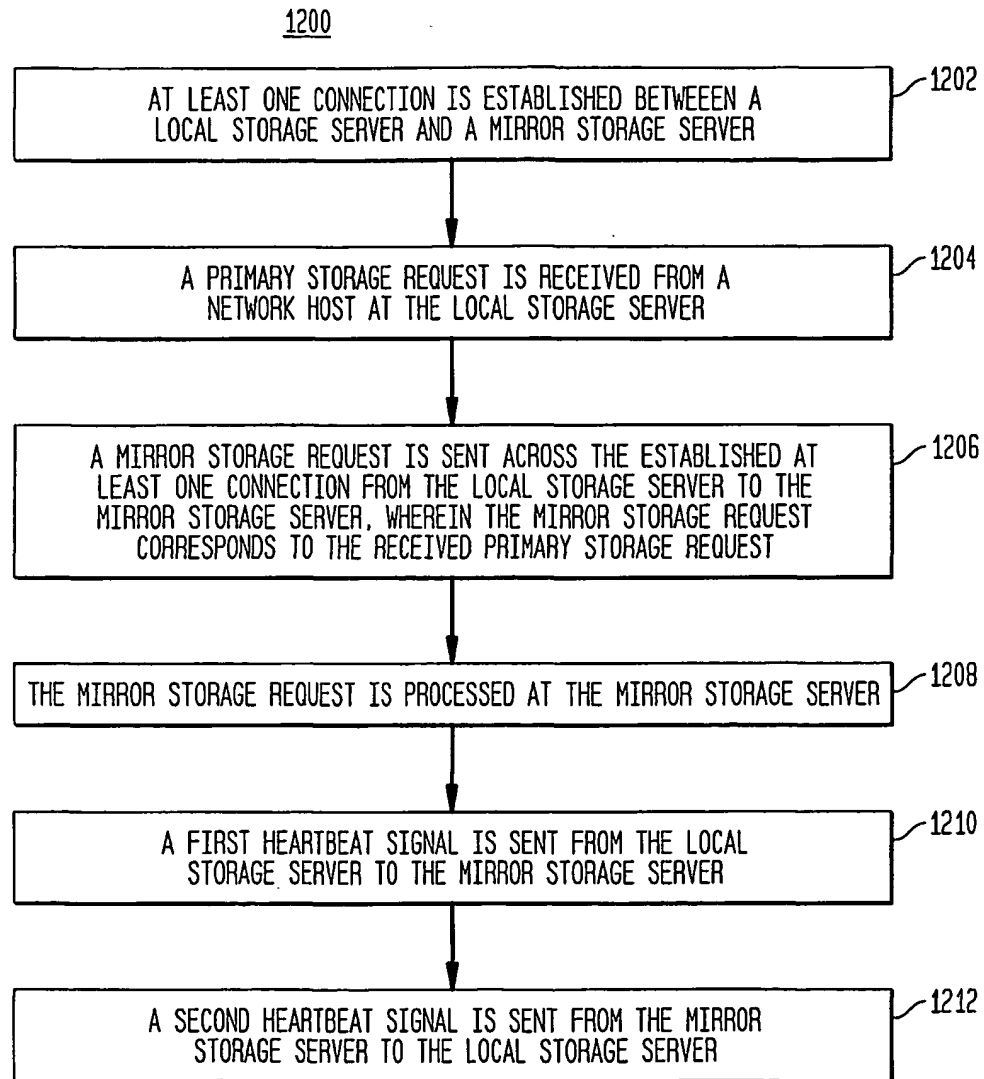 1200
AT LEAST ONE CONNECTION IS ESTABLISHED BETWEEEN A
LOCAL STORAGE SERVER AND A MIRROR STORAGE SERVER
1202
A PRIMARY STORAGE REQUEST IS RECEIVED FROM A
NETWORK HOST AT THE LOCAL STORAGE SERVER
1204
A MIRROR STORAGE REQUEST IS SENT ACROSS THE ESTABLISHED AT
LEAST ONE CONNECTION FROM THE LOCAL STORAGE SERVER TO THE
MIRROR STORAGE SERVER, WHEREIN THE MIRROR STORAGE REQUEST
CORRESPONDS TO THE RECEIVED PRIMARY STORAGE REQUEST
1206
THE MIRROR STORAGE REQUEST IS PROCESSED AT THE MIRROR STORAGE SERVER
1208
A FIRST HEARTBEAT SIGNAL IS SENT FROM THE LOCAL
STORAGE SERVER TO THE MIRROR STORAGE SERVER
1210
A SECOND HEARTBEAT SIGNAL IS SENT FROM THE MIRROR
STORAGE SERVER TO THE LOCAL STORAGE SERVER
1212